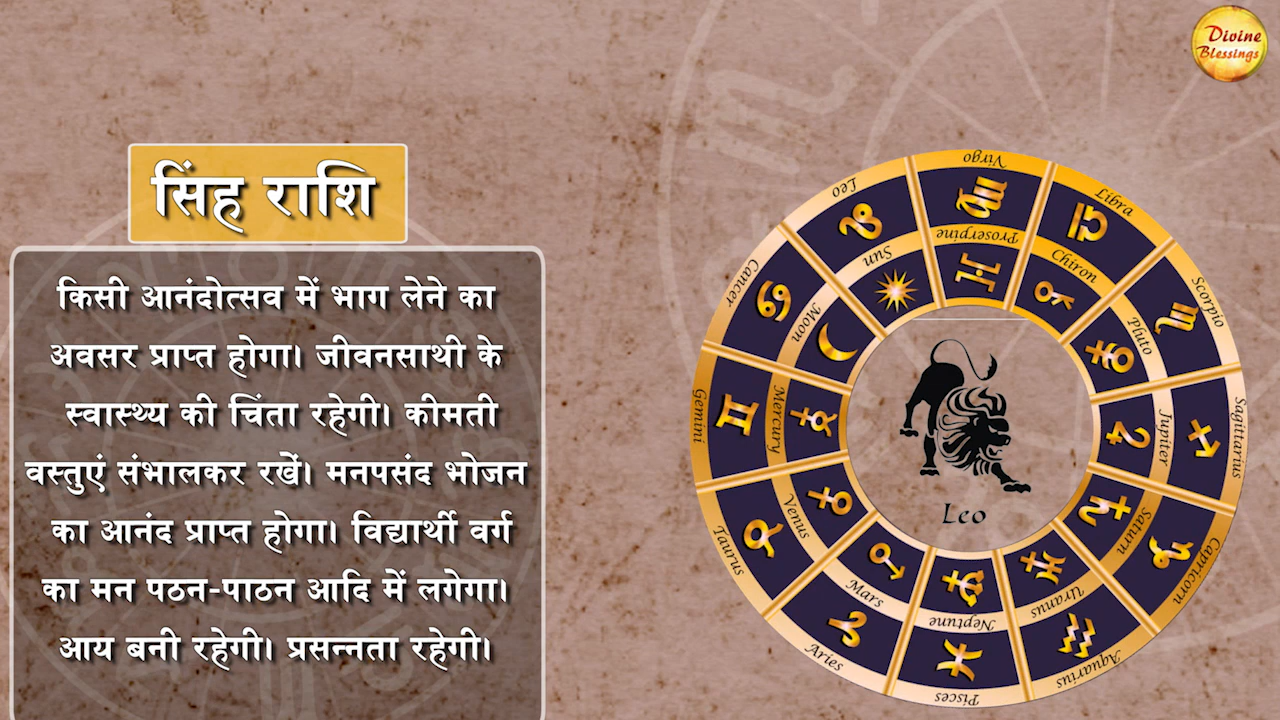 Divine
Blessings
सिंह राशि
किसी आनंदोत्सव में भाग लेने का
अवसर प्राप्त होगा। जीवनसाथी के
स्वास्थ्य की चिंता रहेगी। कीमती
वस्तुएं संभालकर रखें। मनपसंद भोजन
का आनंद प्राप्त होगा। विद्यार्थी वर्ग
का मन पठन-पाठन आदि में लगेगा।
आय बनी रहेगी। प्रसन्नता रहेगी।
Virgo
Libra
Scorpio
Sagittarius
Capricorn
Aquarius
Pisces
Aries
Taurus
Gemini
Cancer
Leo
Proserpine
Chiron
Pluto
Jupiter
Saturn
Uranus
Neptune
Mars
Venus
Mercury
Moon
Sun
Leo